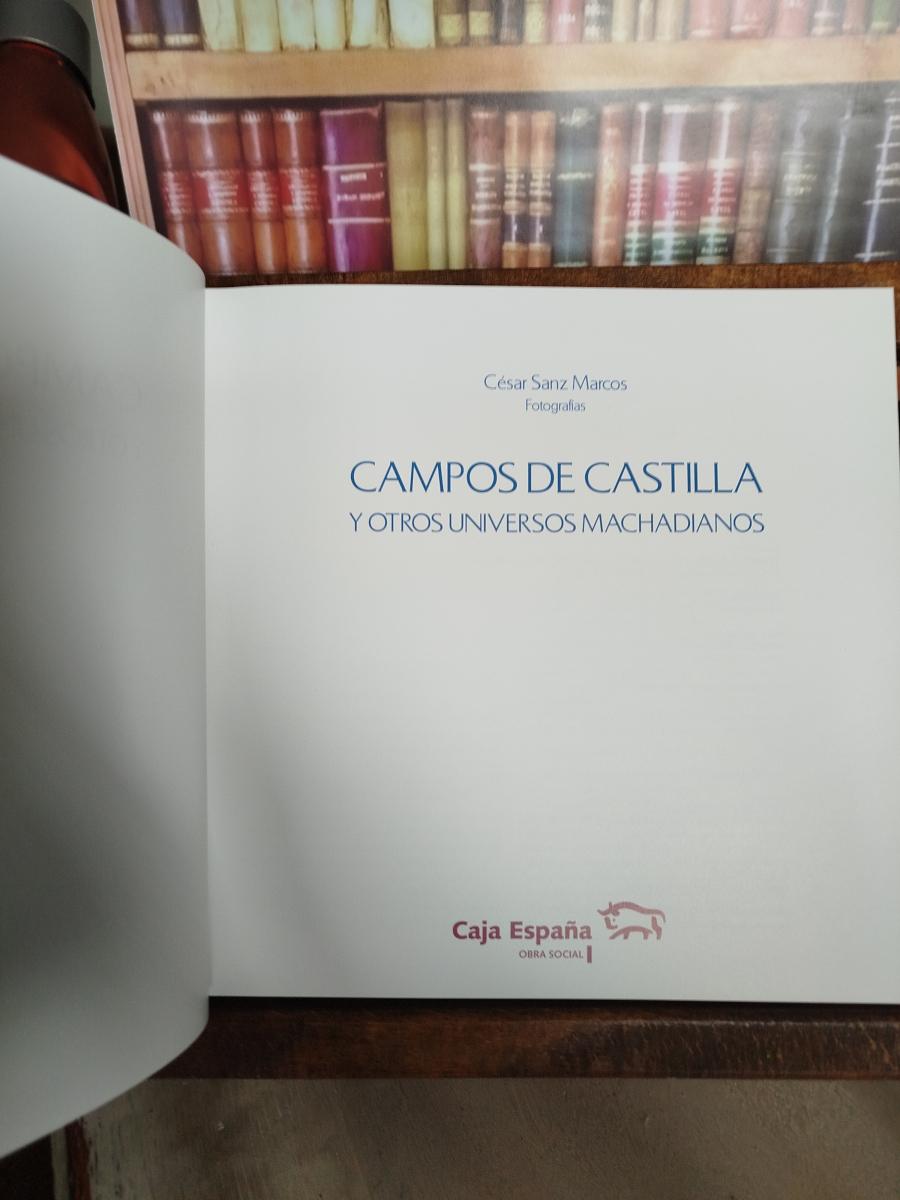 César Sanz Marcos
Fotografías
CAMPOS DE CASTILLA
Y OTROS UNIVERSOS MACHADIANOS
Caja España
OBRA SOCIAL